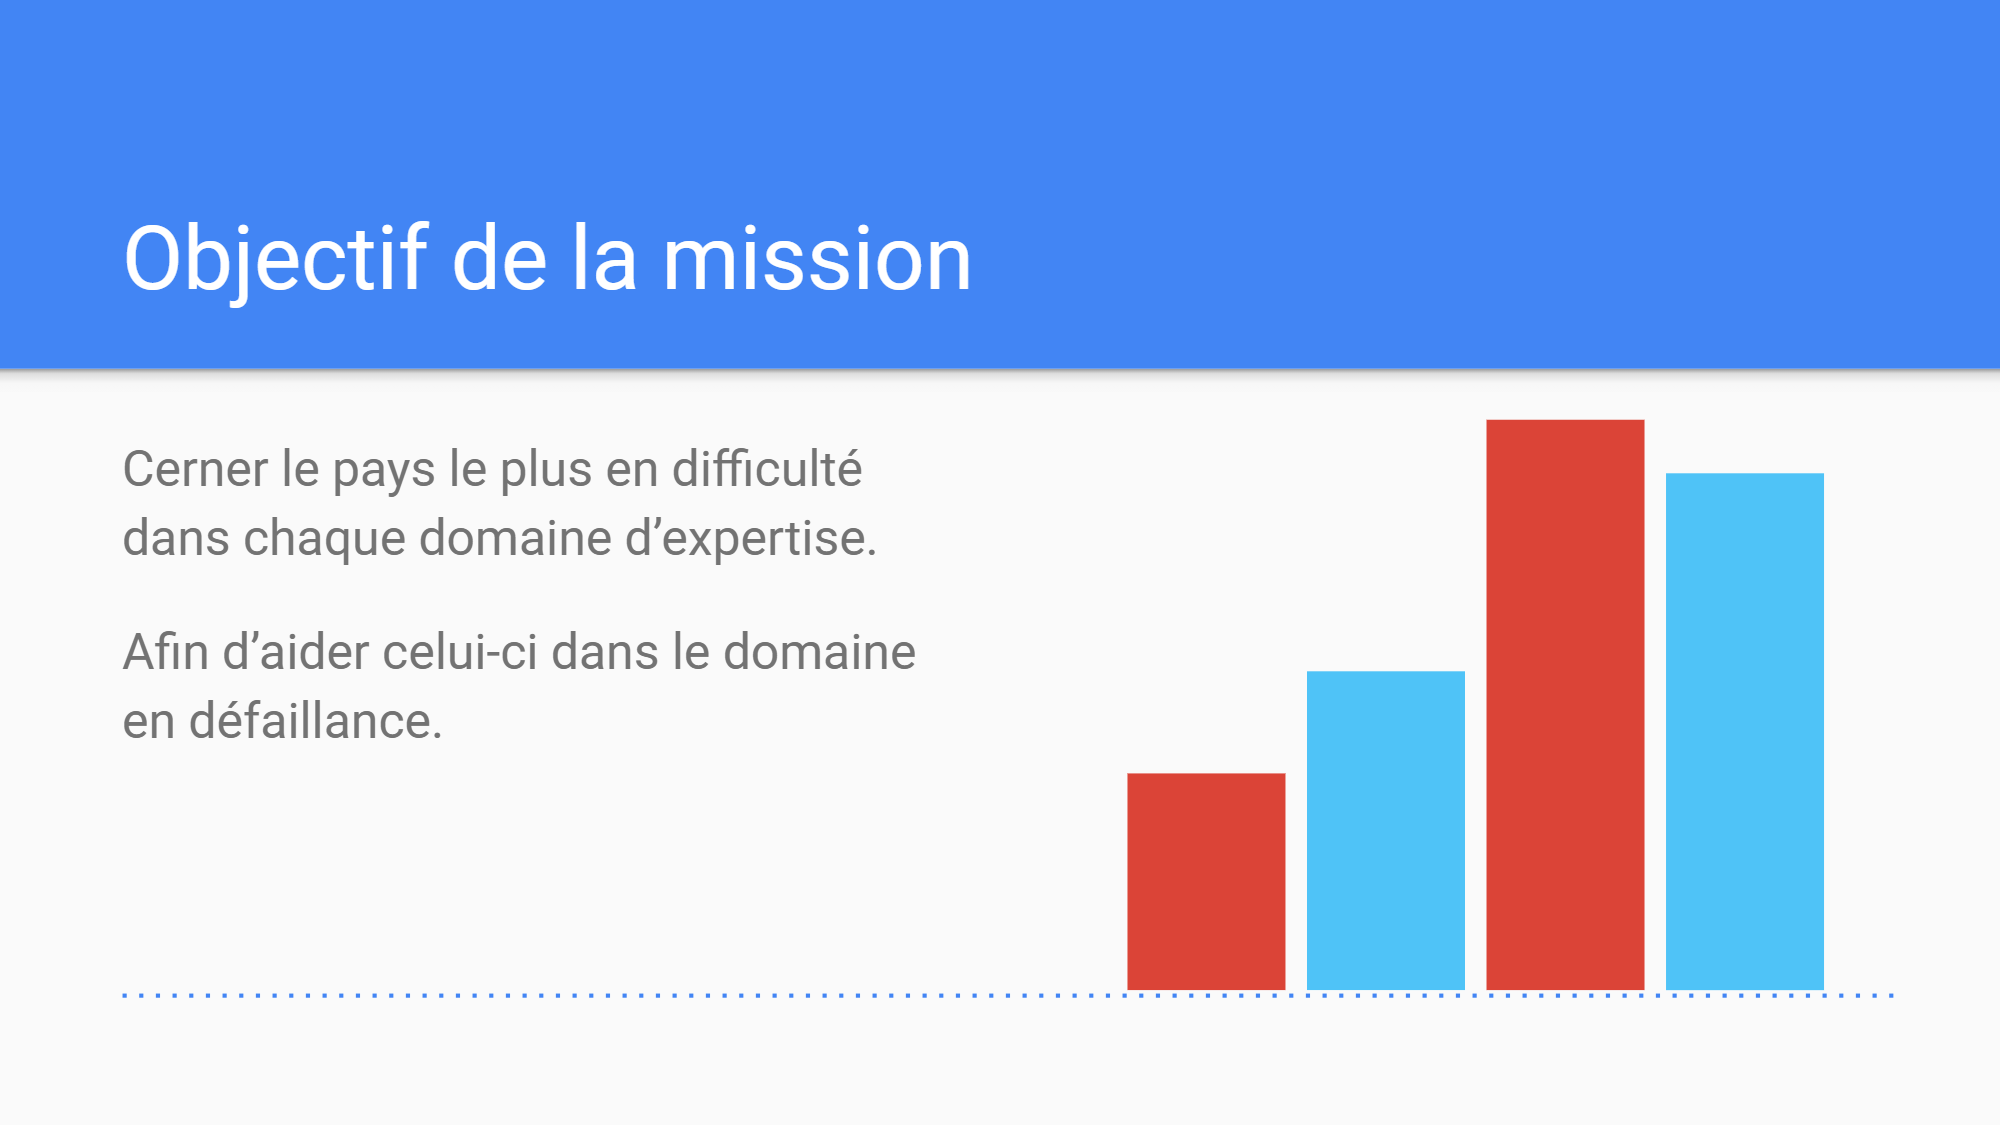 Objectif de la mission
Cerner le pays le plus en difficulté
dans chaque domaine d’expertise.
Afin d’aider celui-ci dans le domaine
en défaillance.